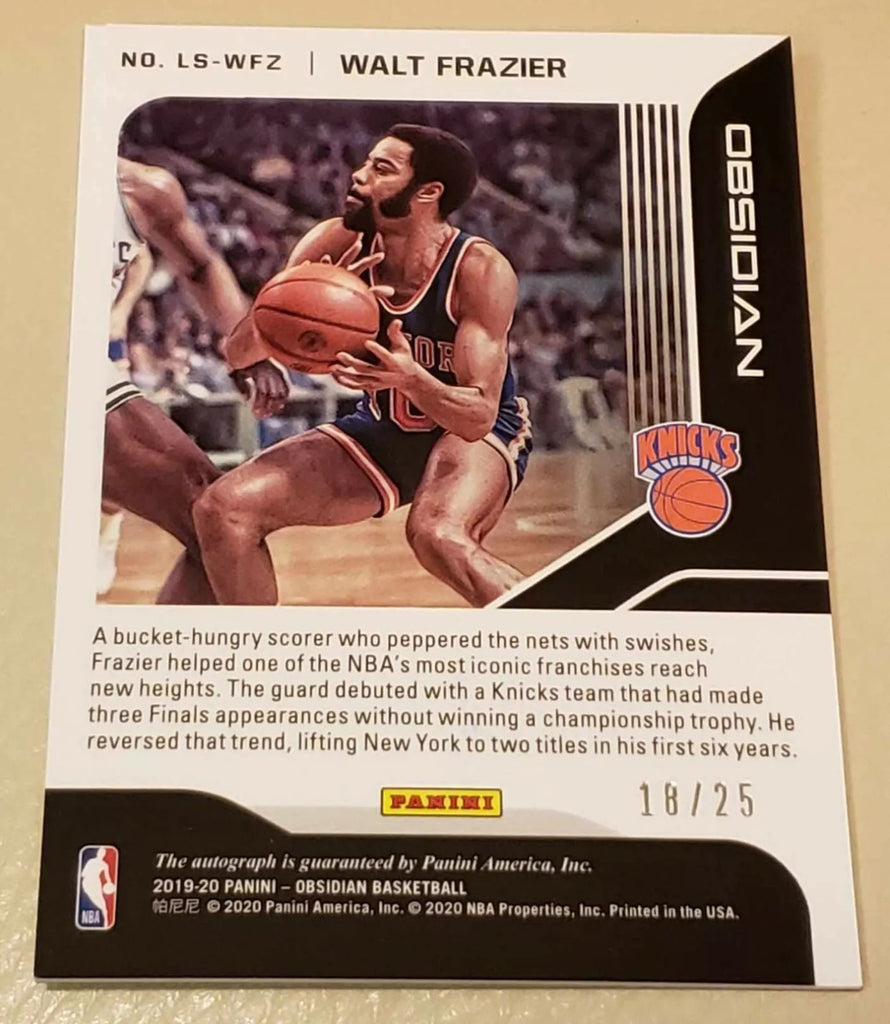 NO. LS-WFZ | WALT FRAZIER
OBSIDIAN
KNICKS
A bucket-hungry scorer who peppered the nets with swishes,
Frazier helped one of the NBA's most iconic franchises reach
new heights. The guard debuted with a Knicks team that had made
three Finals appearances without winning a championship trophy. He
reversed that trend, lifting New York to two titles in his first six years.
PANINI
18/25
The autograph is guaranteed by Panini America, Inc.
2019-20 PANINI – OBSIDIAN BASKETBALL
帕尼尼 © 2020 Panini America, Inc. © 2020 NBA Properties, Inc. Printed in the USA.
NBA